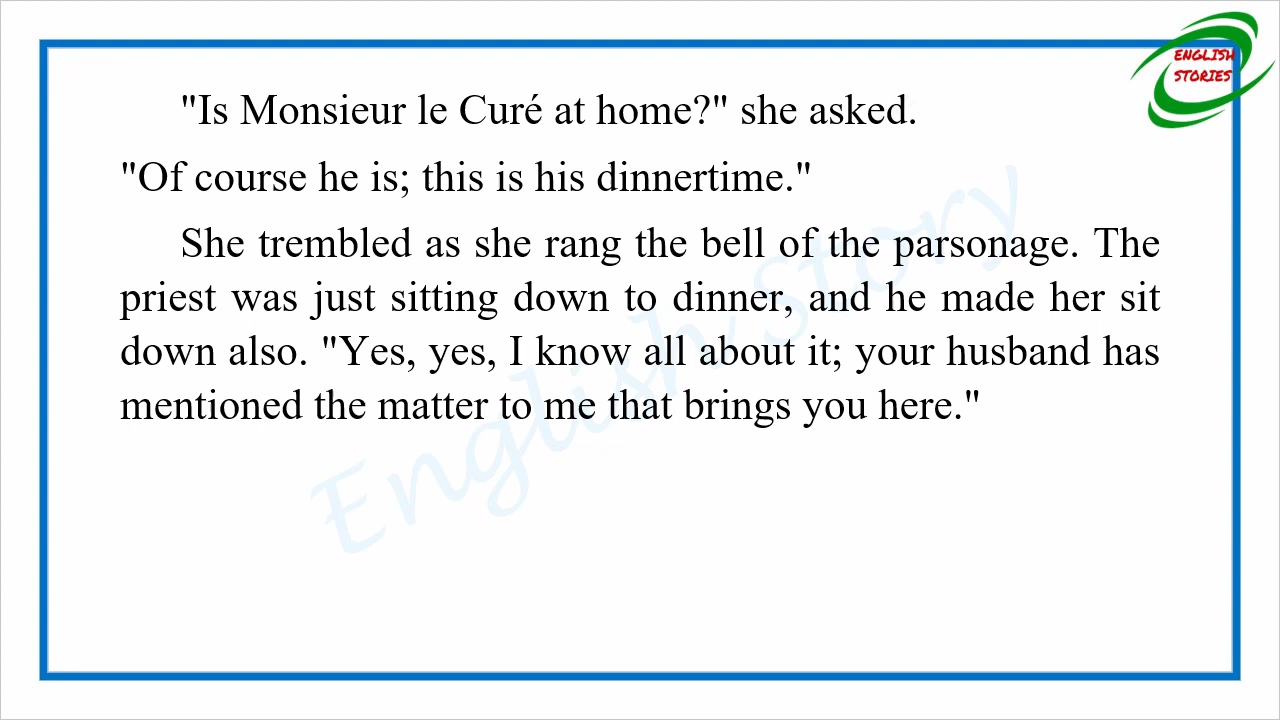 ENGLISH
STORIES
"Is Monsieur le Curé at home?" she asked.
"Of course he is; this is his dinnertime."
She trembled as she rang the bell of the parsonage. The
priest was just sitting down to dinner, and he made her sit
down also. "Yes, yes, I know all about it; your husband has
mentioned the matter to me that brings you here."
English Story